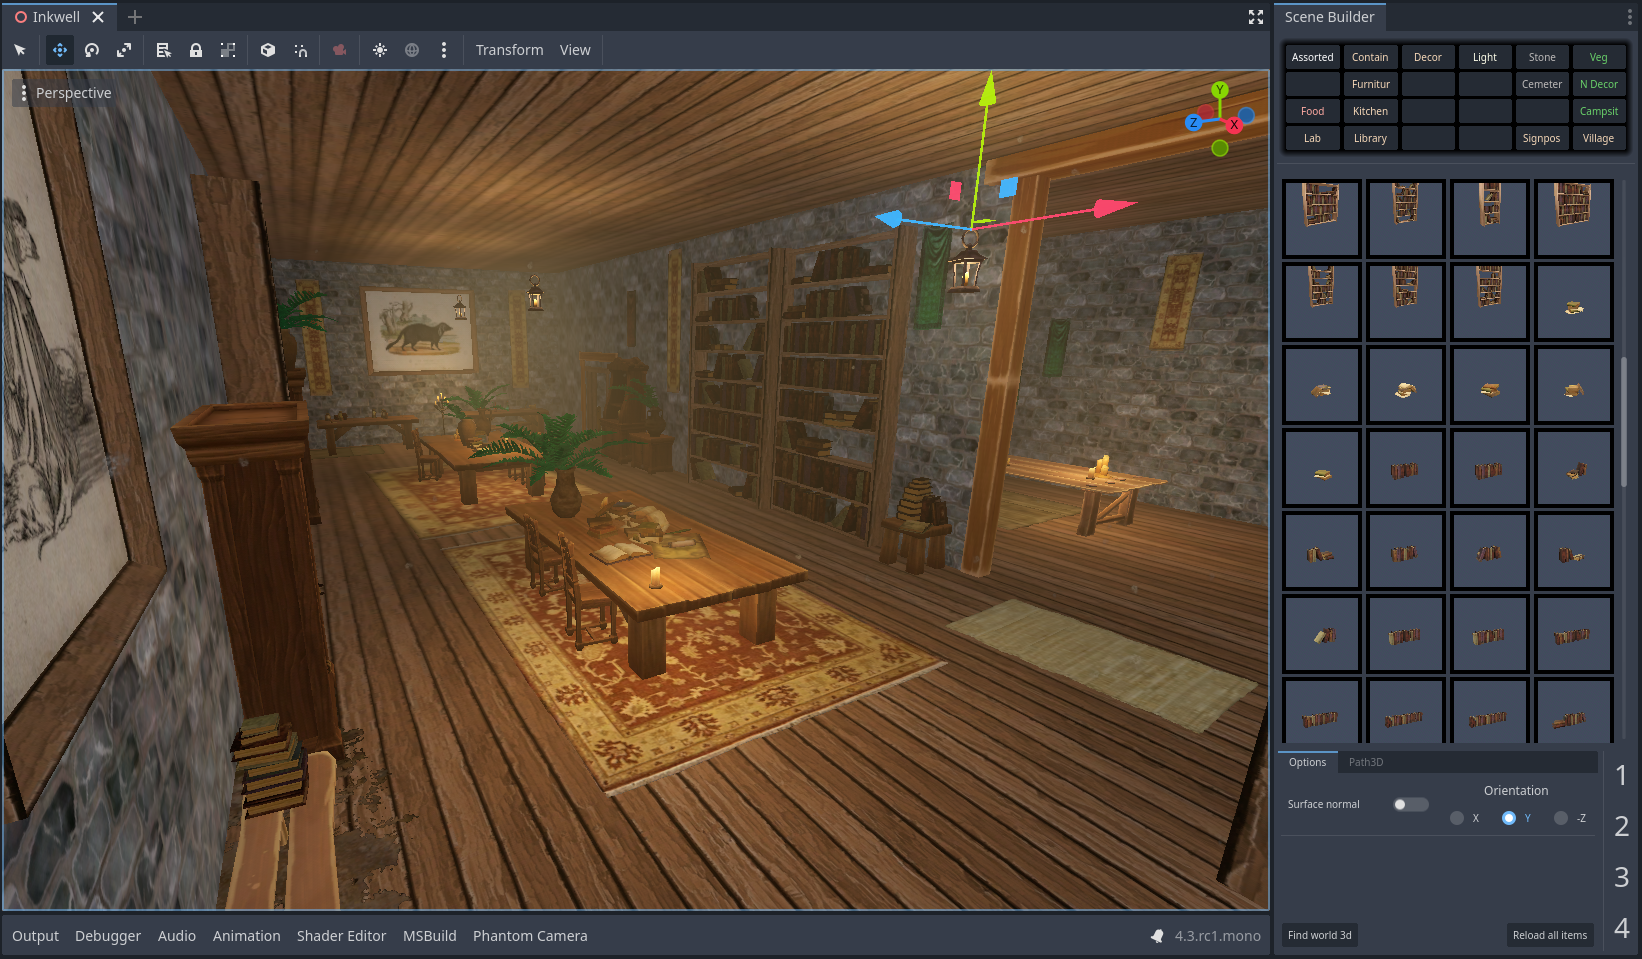 Inkwell
Scene Builder
Transform View
Perspective
Y
Z
X
Assorted Contain Decor Light Stone Veg
Furnitur Cemeter N Decor
Food Kitchen Campsit
Lab Library Signpos Village
Options Path3D
Surface normal
Orientation
X Y -Z
1
2
3
4
Find world 3d Reload all items
Output Debugger Audio Animation Shader Editor MSBuild Phantom Camera 4.3.rc1.mono